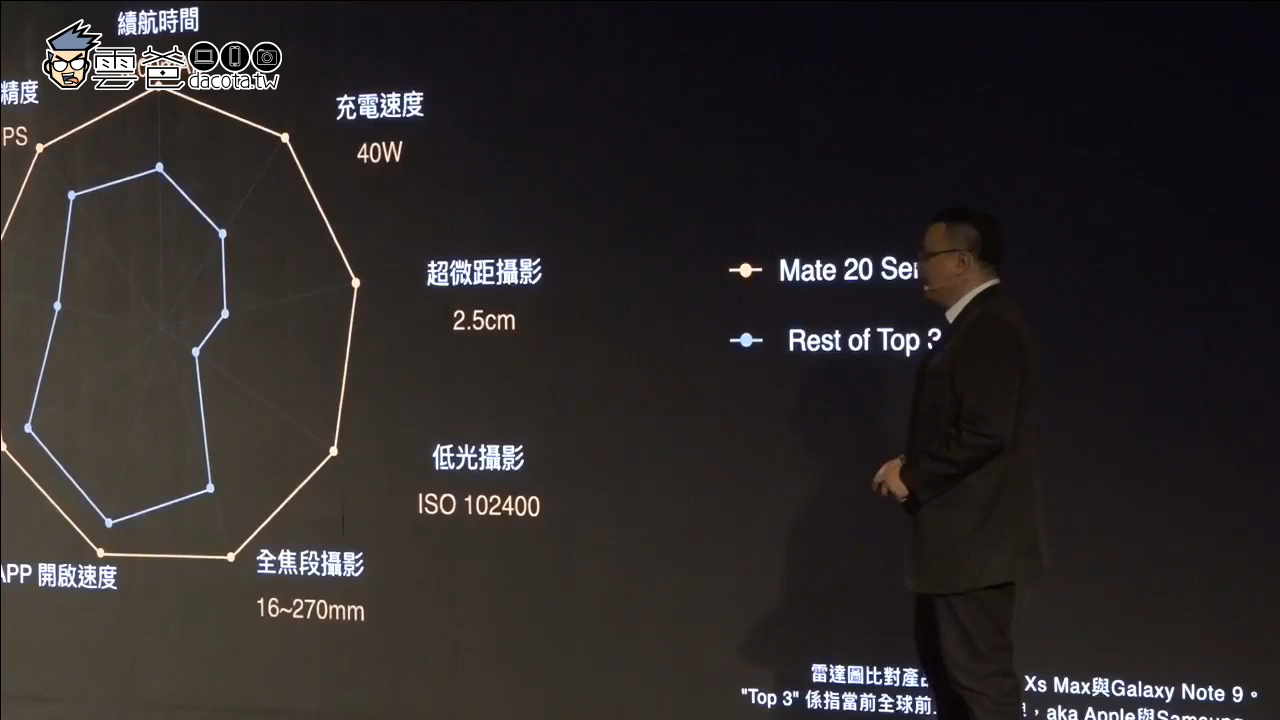 續航時間
雲爸
dacota.tw
精度
PS
充電速度
40W
超微距攝影
2.5cm
Mate 20 Ser
Rest of Top 3
低光攝影
ISO 102400
全焦段攝影
16~270mm
APP 開啟速度
雷達圖比對產 Xs Max與Galaxy Note 9。
"Top 3" 係指當前全球前 ，aka Apple與Samsung